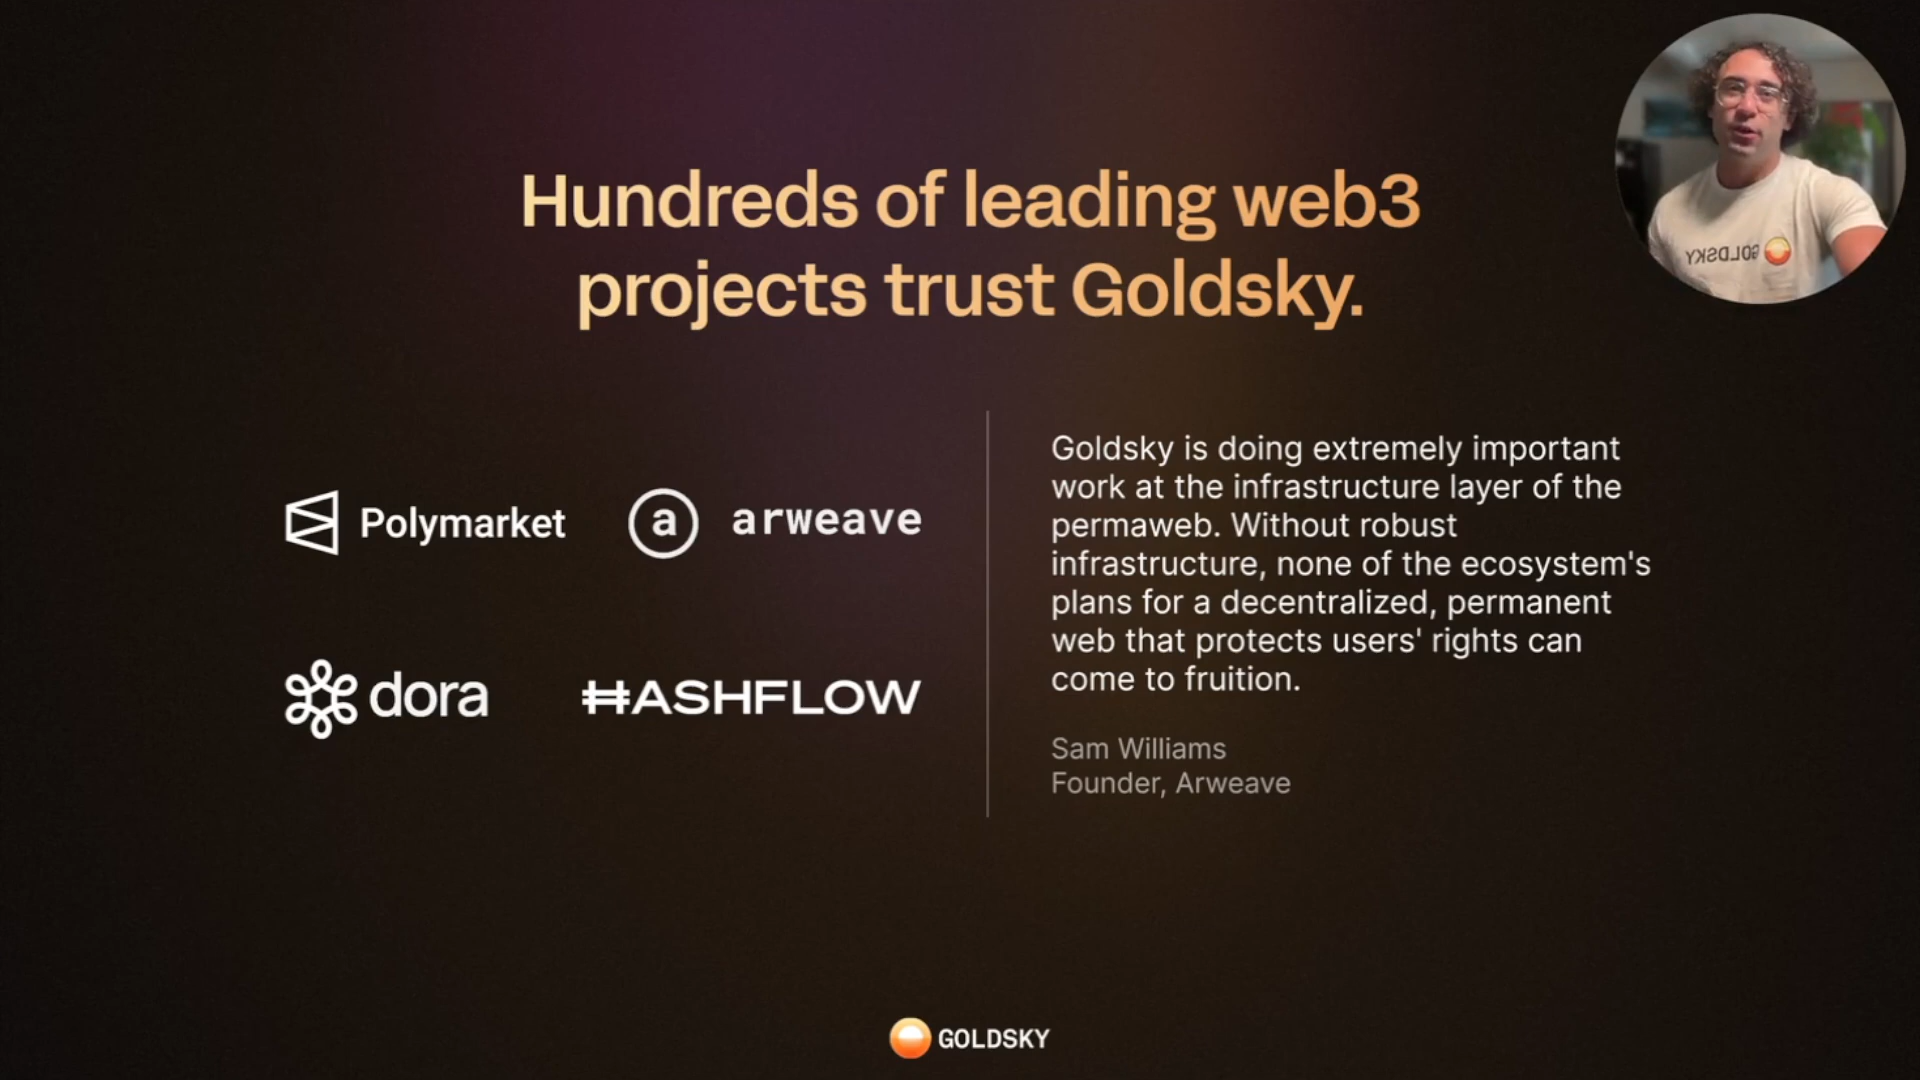 Hundreds of leading web3
projects trust Goldsky.
GOLDSKY
Polymarket
a arweave
dora
HASHFLOW
Goldsky is doing extremely important
work at the infrastructure layer of the
permaweb. Without robust
infrastructure, none of the ecosystem's
plans for a decentralized, permanent
web that protects users' rights can
come to fruition.
Sam Williams
Founder, Arweave
GOLDSKY